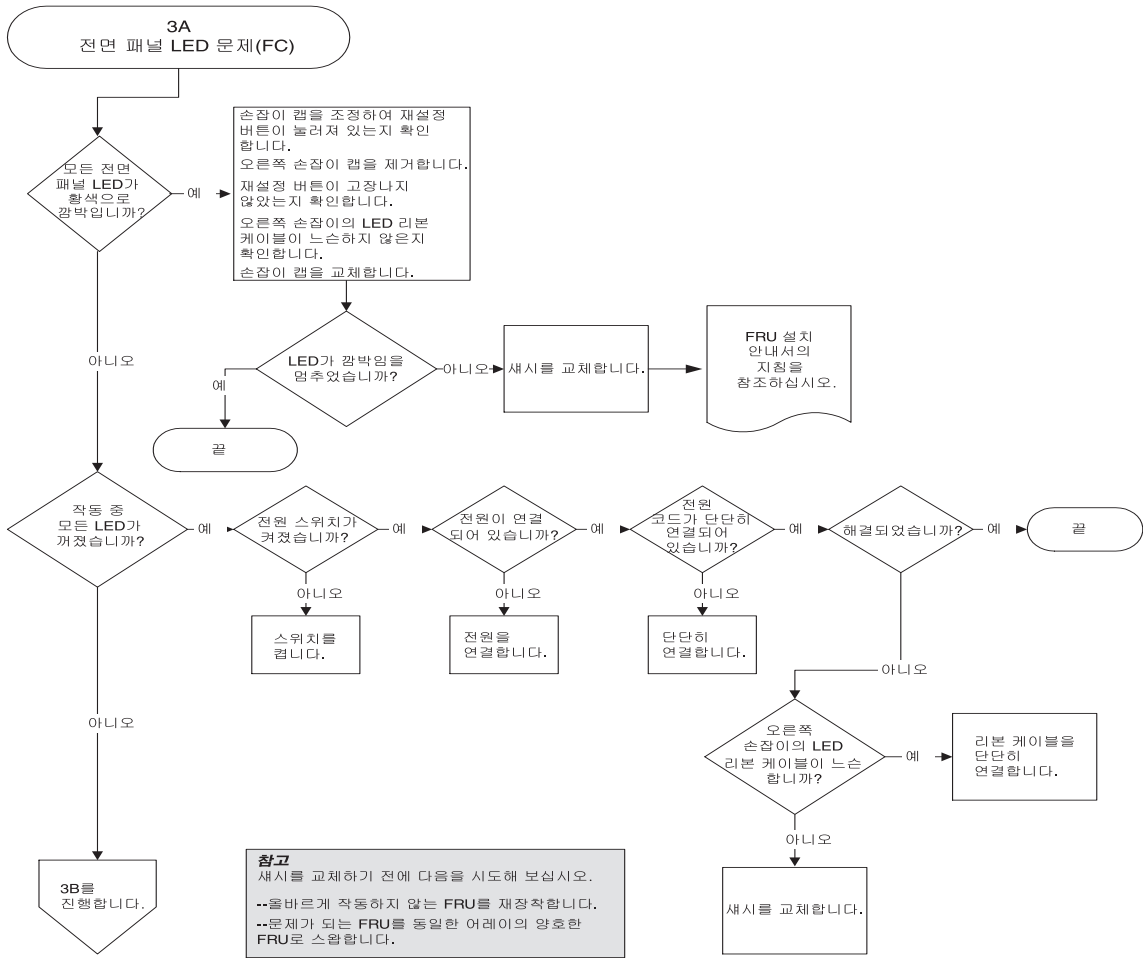 3A
전면 패널 LED 문제(FC)
모든 전면
패널 LED가
황색으로
깜박입니까?
예
손잡이 캡을 조정하여 재설정
버튼이 눌러져 있는지 확인
합니다.
오른쪽 손잡이 캡을 제거합니다.
재설정 버튼이 고장나지
않았는지 확인합니다.
오른쪽 손잡이의 LED 리본
케이블이 느슨하지 않은지
확인합니다.
손잡이 캡을 교체합니다.
아니오
LED가 깜박임을
멈추었습니까?
예
끝
아니오
섀시를 교체합니다.
FRU 설치
안내서의
지침을
참조하십시오.
작동 중
모든 LED가
꺼졌습니까?
예
전원 스위치가
켜졌습니까?
예
전원이 연결
되어 있습니까?
예
전원
코드가 단단히
연결되어
있습니까?
예
해결되었습니까?
예
끝
아니오
스위치를
켭니다.
아니오
전원을
연결합니다.
아니오
단단히
연결합니다.
아니오
아니오
오른쪽
손잡이의 LED
리본 케이블이 느슨
합니까?
예
리본 케이블을
단단히
연결합니다.
아니오
섀시를 교체합니다.
3B를
진행합니다.
참고
섀시를 교체하기 전에 다음을 시도해 보십시오.
--올바르게 작동하지 않는 FRU를 재장착합니다.
--문제가 되는 FRU를 동일한 어레이의 양호한
FRU로 스왑합니다.